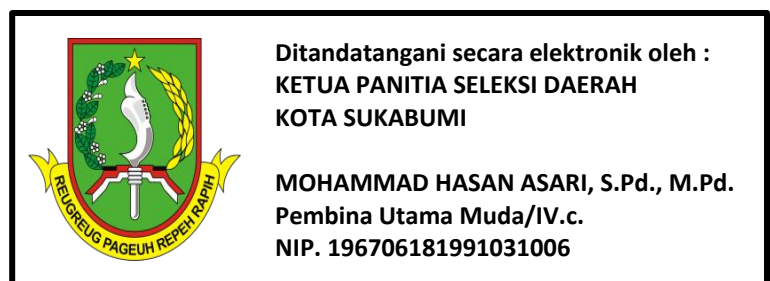 Ditandatangani secara elektronik oleh :
KETUA PANITIA SELEKSI DAERAH
KOTA SUKABUMI
MOHAMMAD HASAN ASARI, S.Pd., M.Pd.
Pembina Utama Muda/IV.c.
NIP. 196706181991031006
REUGREUG PAGEUH REPEH RAPIH